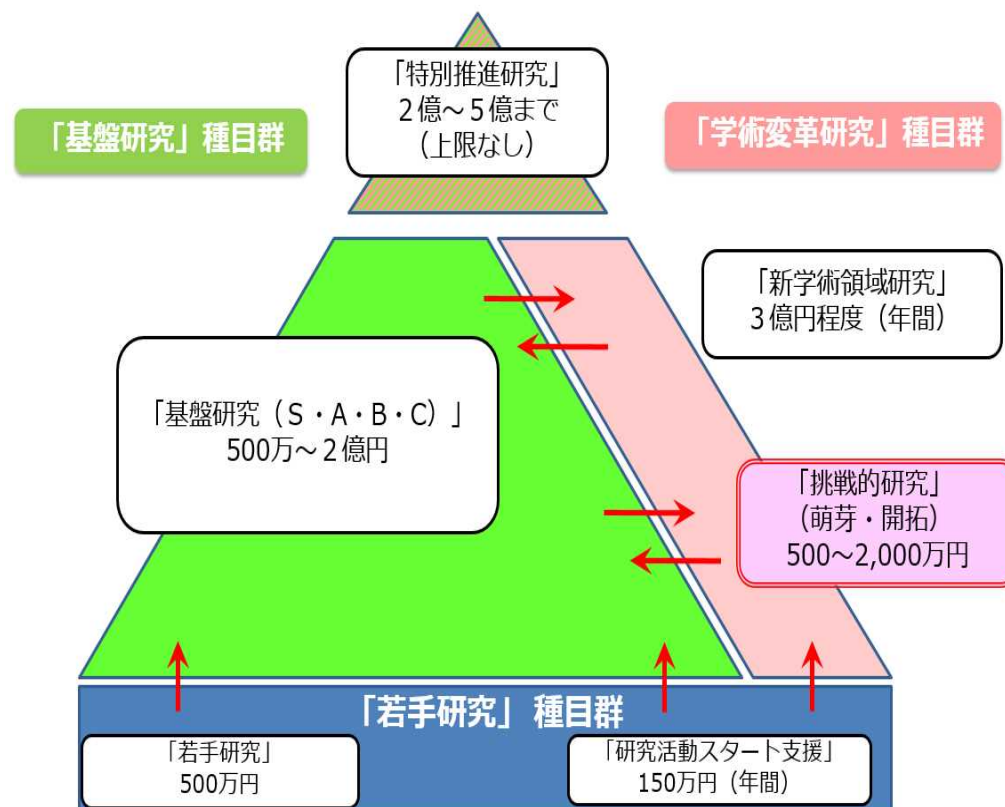 「特別推進研究」
２億～５億まで
（上限なし）
「基盤研究」種目群
「学術変革研究」種目群
「新学術領域研究」
３億円程度（年間）
「基盤研究（Ｓ・Ａ・Ｂ・Ｃ）」
500万～２億円
「挑戦的研究」
（萌芽・開拓）
500～2,000万円
「若手研究」 種目群
「若手研究」
500万円
「研究活動スタート支援」
150万円（年間）